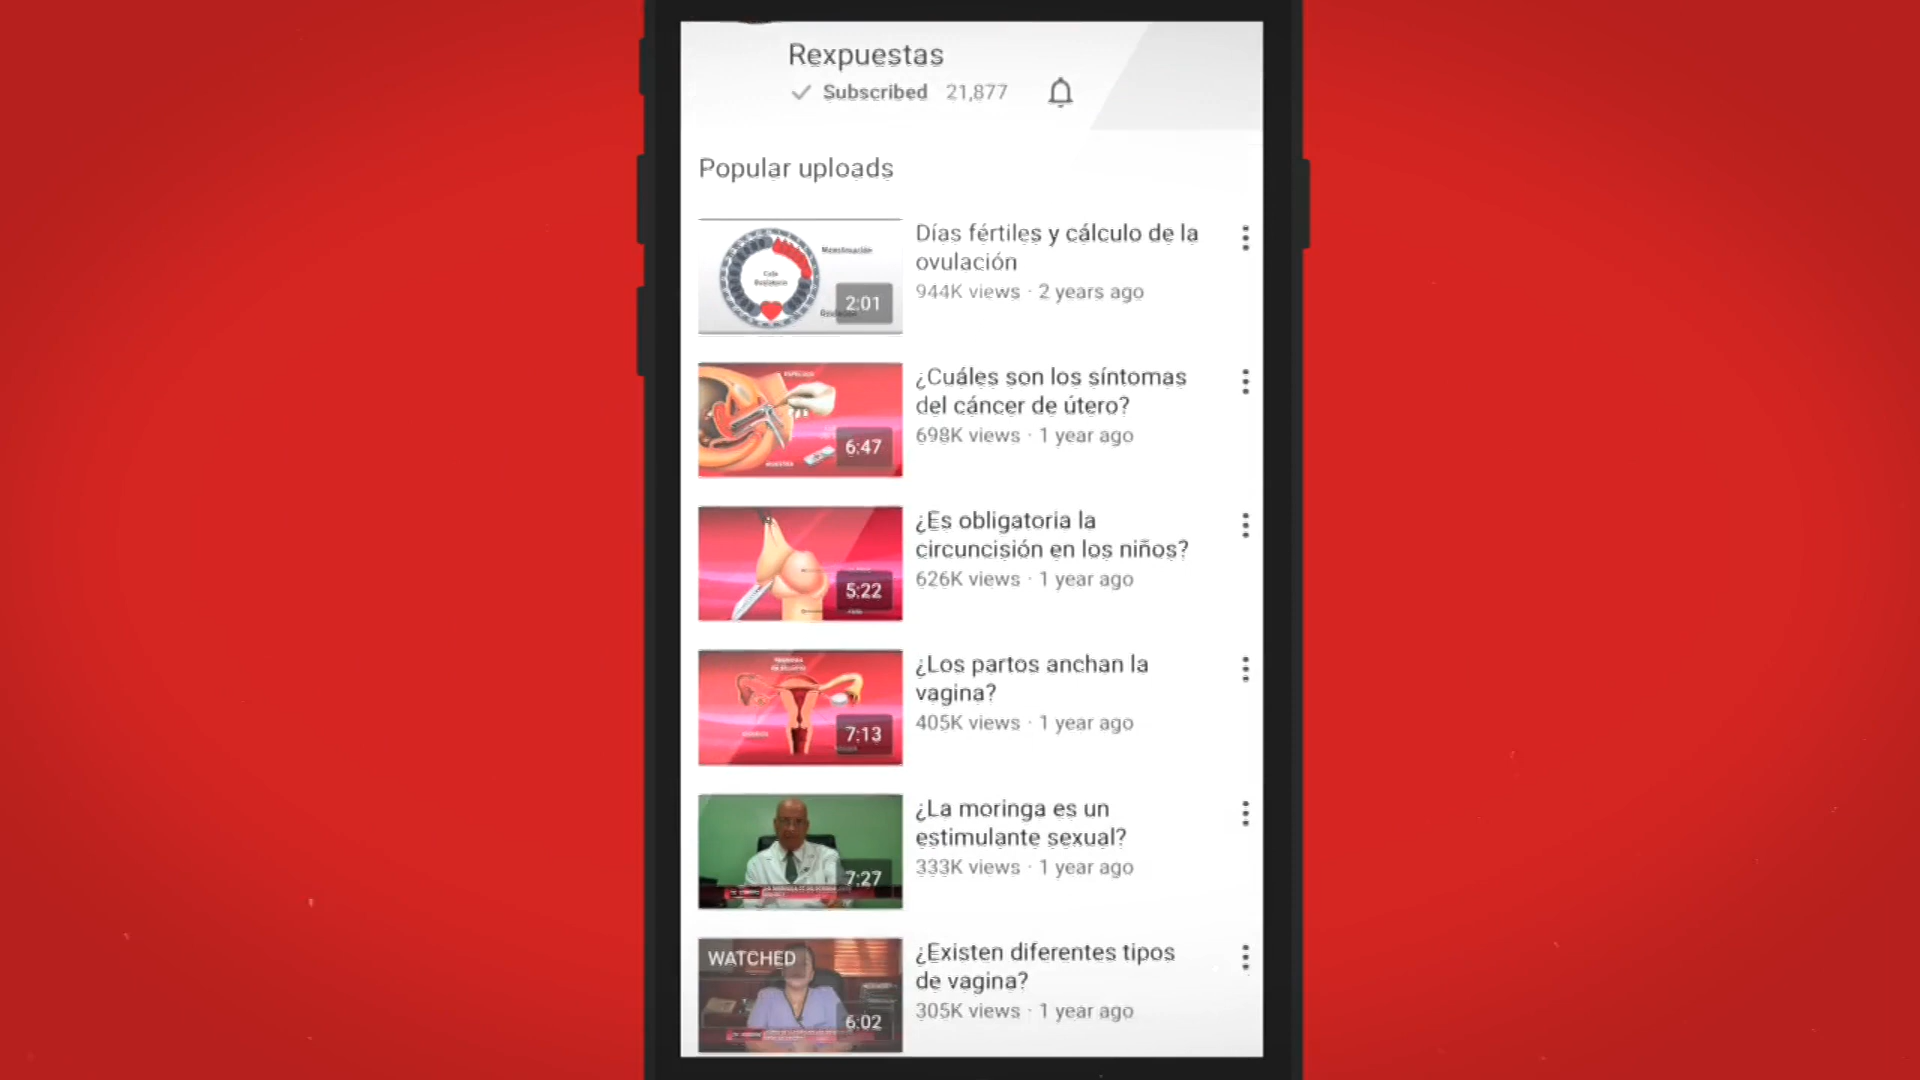 Rexpuestas
Subscribed 21,877
Popular uploads
Menstruación
Ciclo
Ovulatorio
2:01
Días fértiles y cálculo de la
ovulación
944K views · 2 years ago
ESPÉCULO
6:47
¿Cuáles son los síntomas
del cáncer de útero?
698K views · 1 year ago
5:22
¿Es obligatoria la
circuncisión en los niños?
626K views · 1 year ago
7:13
¿Los partos anchan la
vagina?
405K views · 1 year ago
7:27
¿La moringa es un
estimulante sexual?
333K views · 1 year ago
WATCHED
6:02
¿Existen diferentes tipos
de vagina?
305K views · 1 year ago